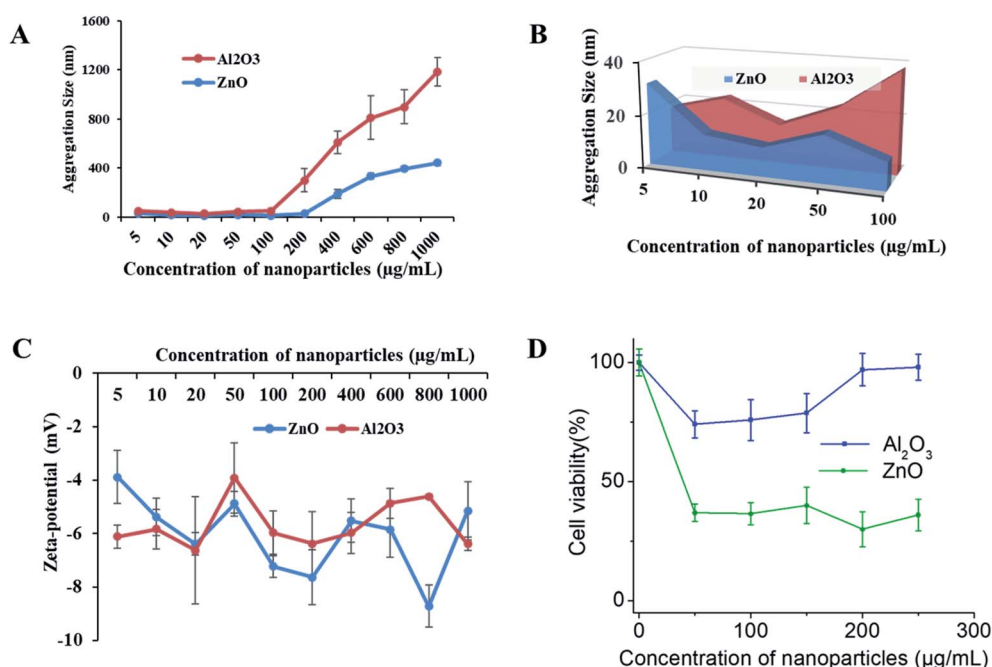 A
Aggregation Size (nm)
1600
1200
800
400
0
Al2O3
ZnO
5 10 20 50 100 200 400 600 800 1000
Concentration of nanoparticles (µg/mL)
B
Aggregation Size (nm)
40
20
0
ZnO Al2O3
5 10 20 50 100
Concentration of nanoparticles (µg/mL)
C
Concentration of nanoparticles (µg/mL)
Zeta-potential (mV)
0
-2
-4
-6
-8
-10
5 10 20 50 100 200 400 600 800 1000
ZnO Al2O3
D
Cell viability(%)
100
50
0
Al₂O₃
ZnO
0 100 200 300
Concentration of nanoparticles (µg/mL)